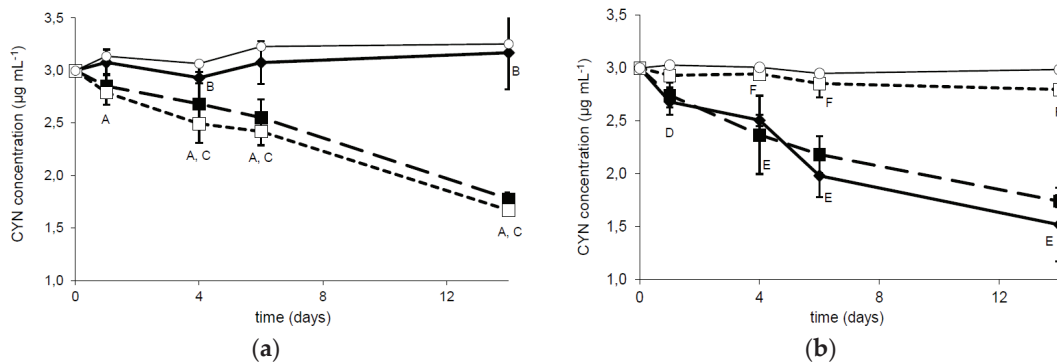 3,5
3,0
2,5
2,0
1,5
1,0
CYN concentration (µg mL⁻¹)
A
B
A, C
A, C
B
A, C
0
4
8
12
time (days)
(a)
3,5
3,0
2,5
2,0
1,5
1,0
CYN concentration (µg mL⁻¹)
D
F
E
F
E
E
0
4
8
12
time (days)
(b)